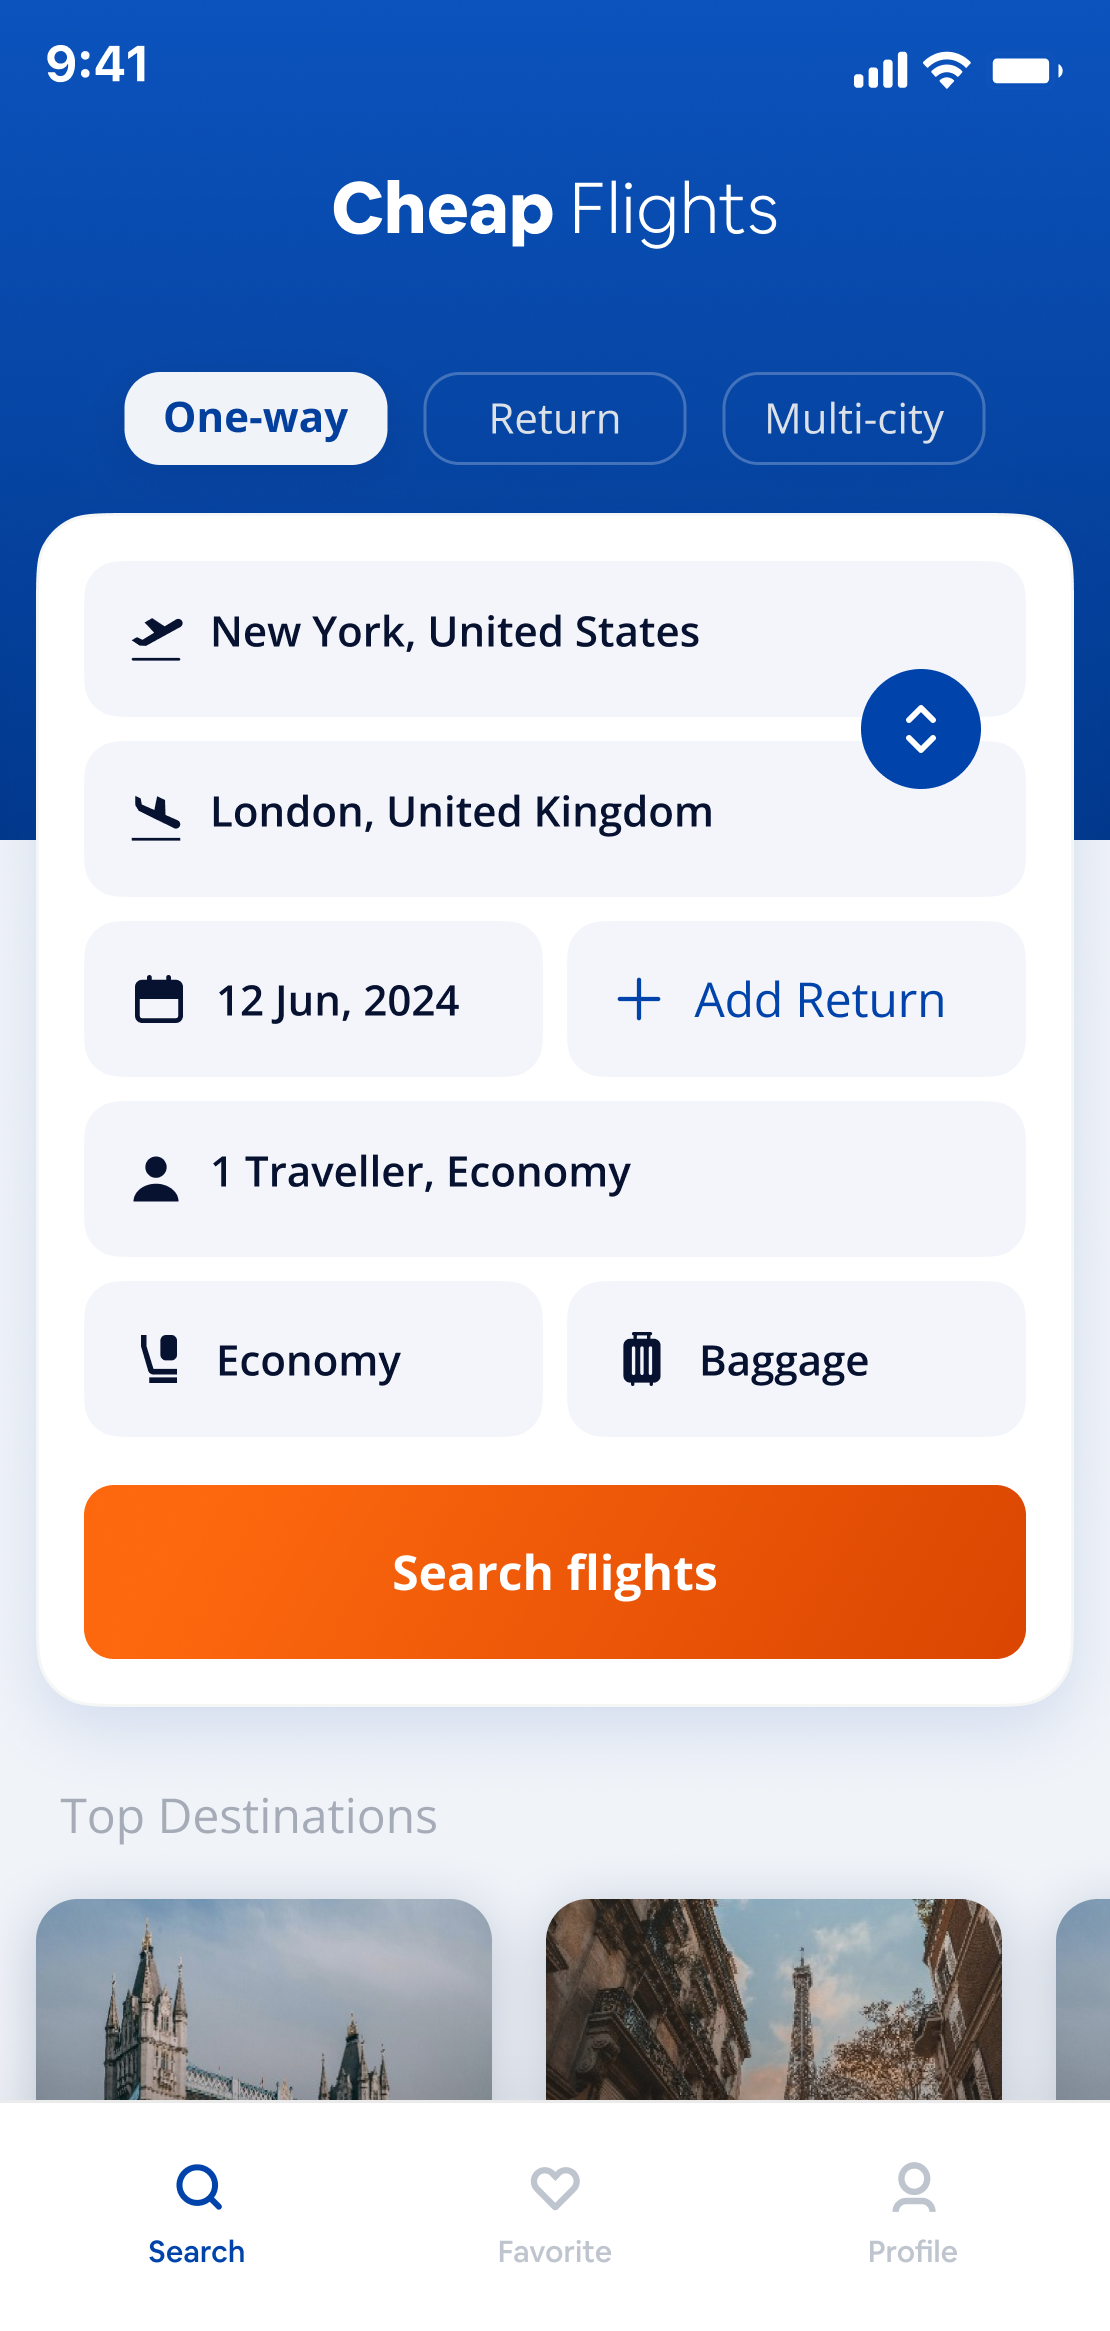 9:41
Cheap Flights
One-way
Return
Multi-city
New York, United States
London, United Kingdom
12 Jun, 2024
Add Return
1 Traveller, Economy
Economy
Baggage
Search flights
Top Destinations
Search
Favorite
Profile